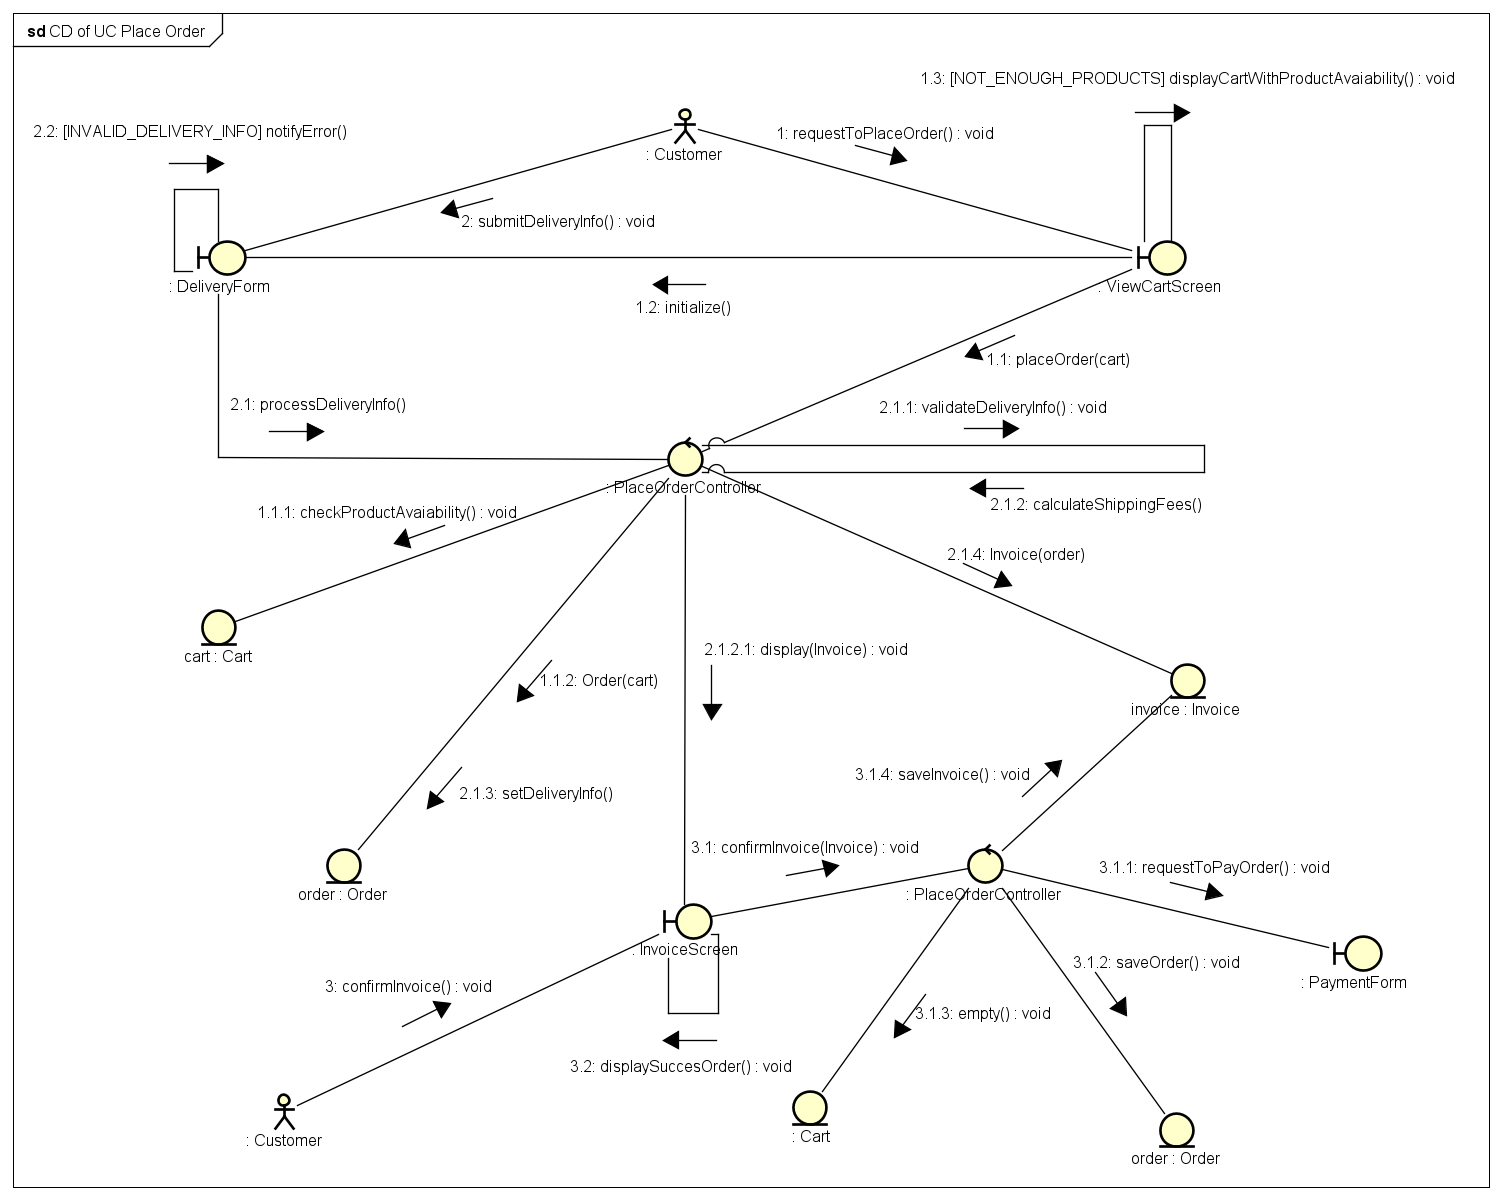 sd CD of UC Place Order
1.3: [NOT_ENOUGH_PRODUCTS] displayCartWithProductAvaiability() : void
2.2: [INVALID_DELIVERY_INFO] notifyError()
1: requestToPlaceOrder() : void
: Customer
2: submitDeliveryInfo() : void
: DeliveryForm
: ViewCartScreen
1.2: initialize()
1.1: placeOrder(cart)
2.1: processDeliveryInfo()
2.1.1: validateDeliveryInfo() : void
: PlaceOrderController
2.1.2: calculateShippingFees()
1.1.1: checkProductAvaiability() : void
2.1.4: Invoice(order)
cart : Cart
2.1.2.1: display(Invoice) : void
1.1.2: Order(cart)
invoice : Invoice
3.1.4: saveInvoice() : void
2.1.3: setDeliveryInfo()
3.1: confirmInvoice(Invoice) : void
3.1.1: requestToPayOrder() : void
order : Order
: PlaceOrderController
: InvoiceScreen
3.1.2: saveOrder() : void
: PaymentForm
3: confirmInvoice() : void
3.1.3: empty() : void
3.2: displaySuccesOrder() : void
: Customer
: Cart
order : Order